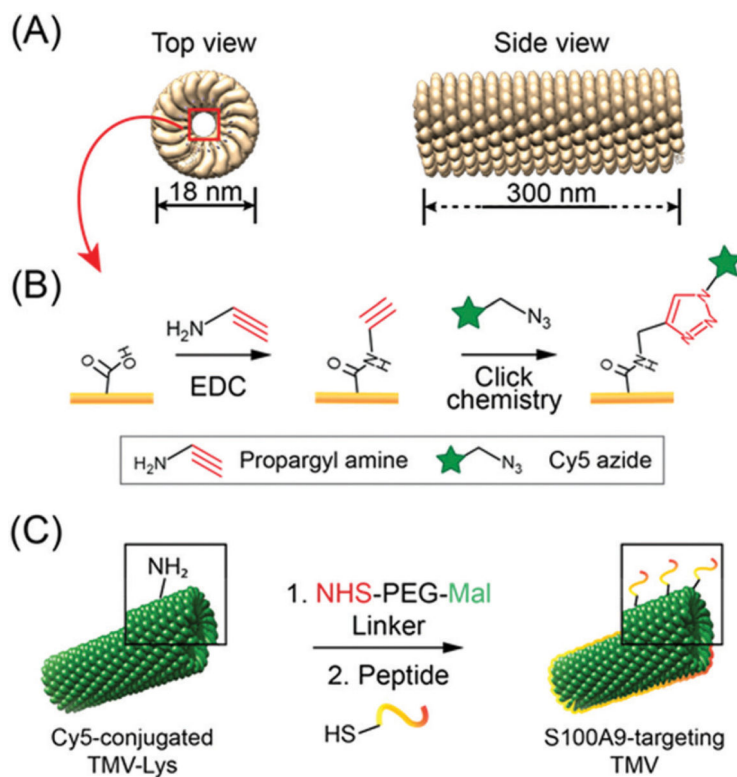 (A)
Top view
Side view
18 nm
300 nm
(B)
O
HO
H₂N
EDC
O
N
H
N₃
Click
chemistry
O
N
H
N
N
N
H₂N
Propargyl amine
N₃
Cy5 azide
(C)
NH₂
1. NHS-PEG-Mal
Linker
2. Peptide
HS
Cy5-conjugated
TMV-Lys
S100A9-targeting
TMV